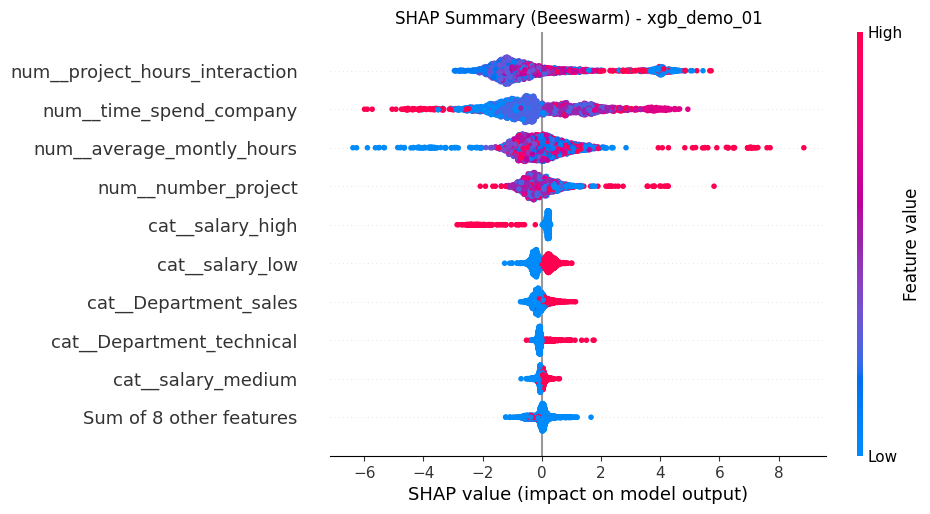 SHAP Summary (Beeswarm) - xgb_demo_01
High
num__project_hours_interaction
num__time_spend_company
num__average_montly_hours
num__number_project
cat__salary_high
cat__salary_low
cat__Department_sales
cat__Department_technical
cat__salary_medium
Sum of 8 other features
Feature value
Low
−6 −4 −2 0 2 4 6 8
SHAP value (impact on model output)